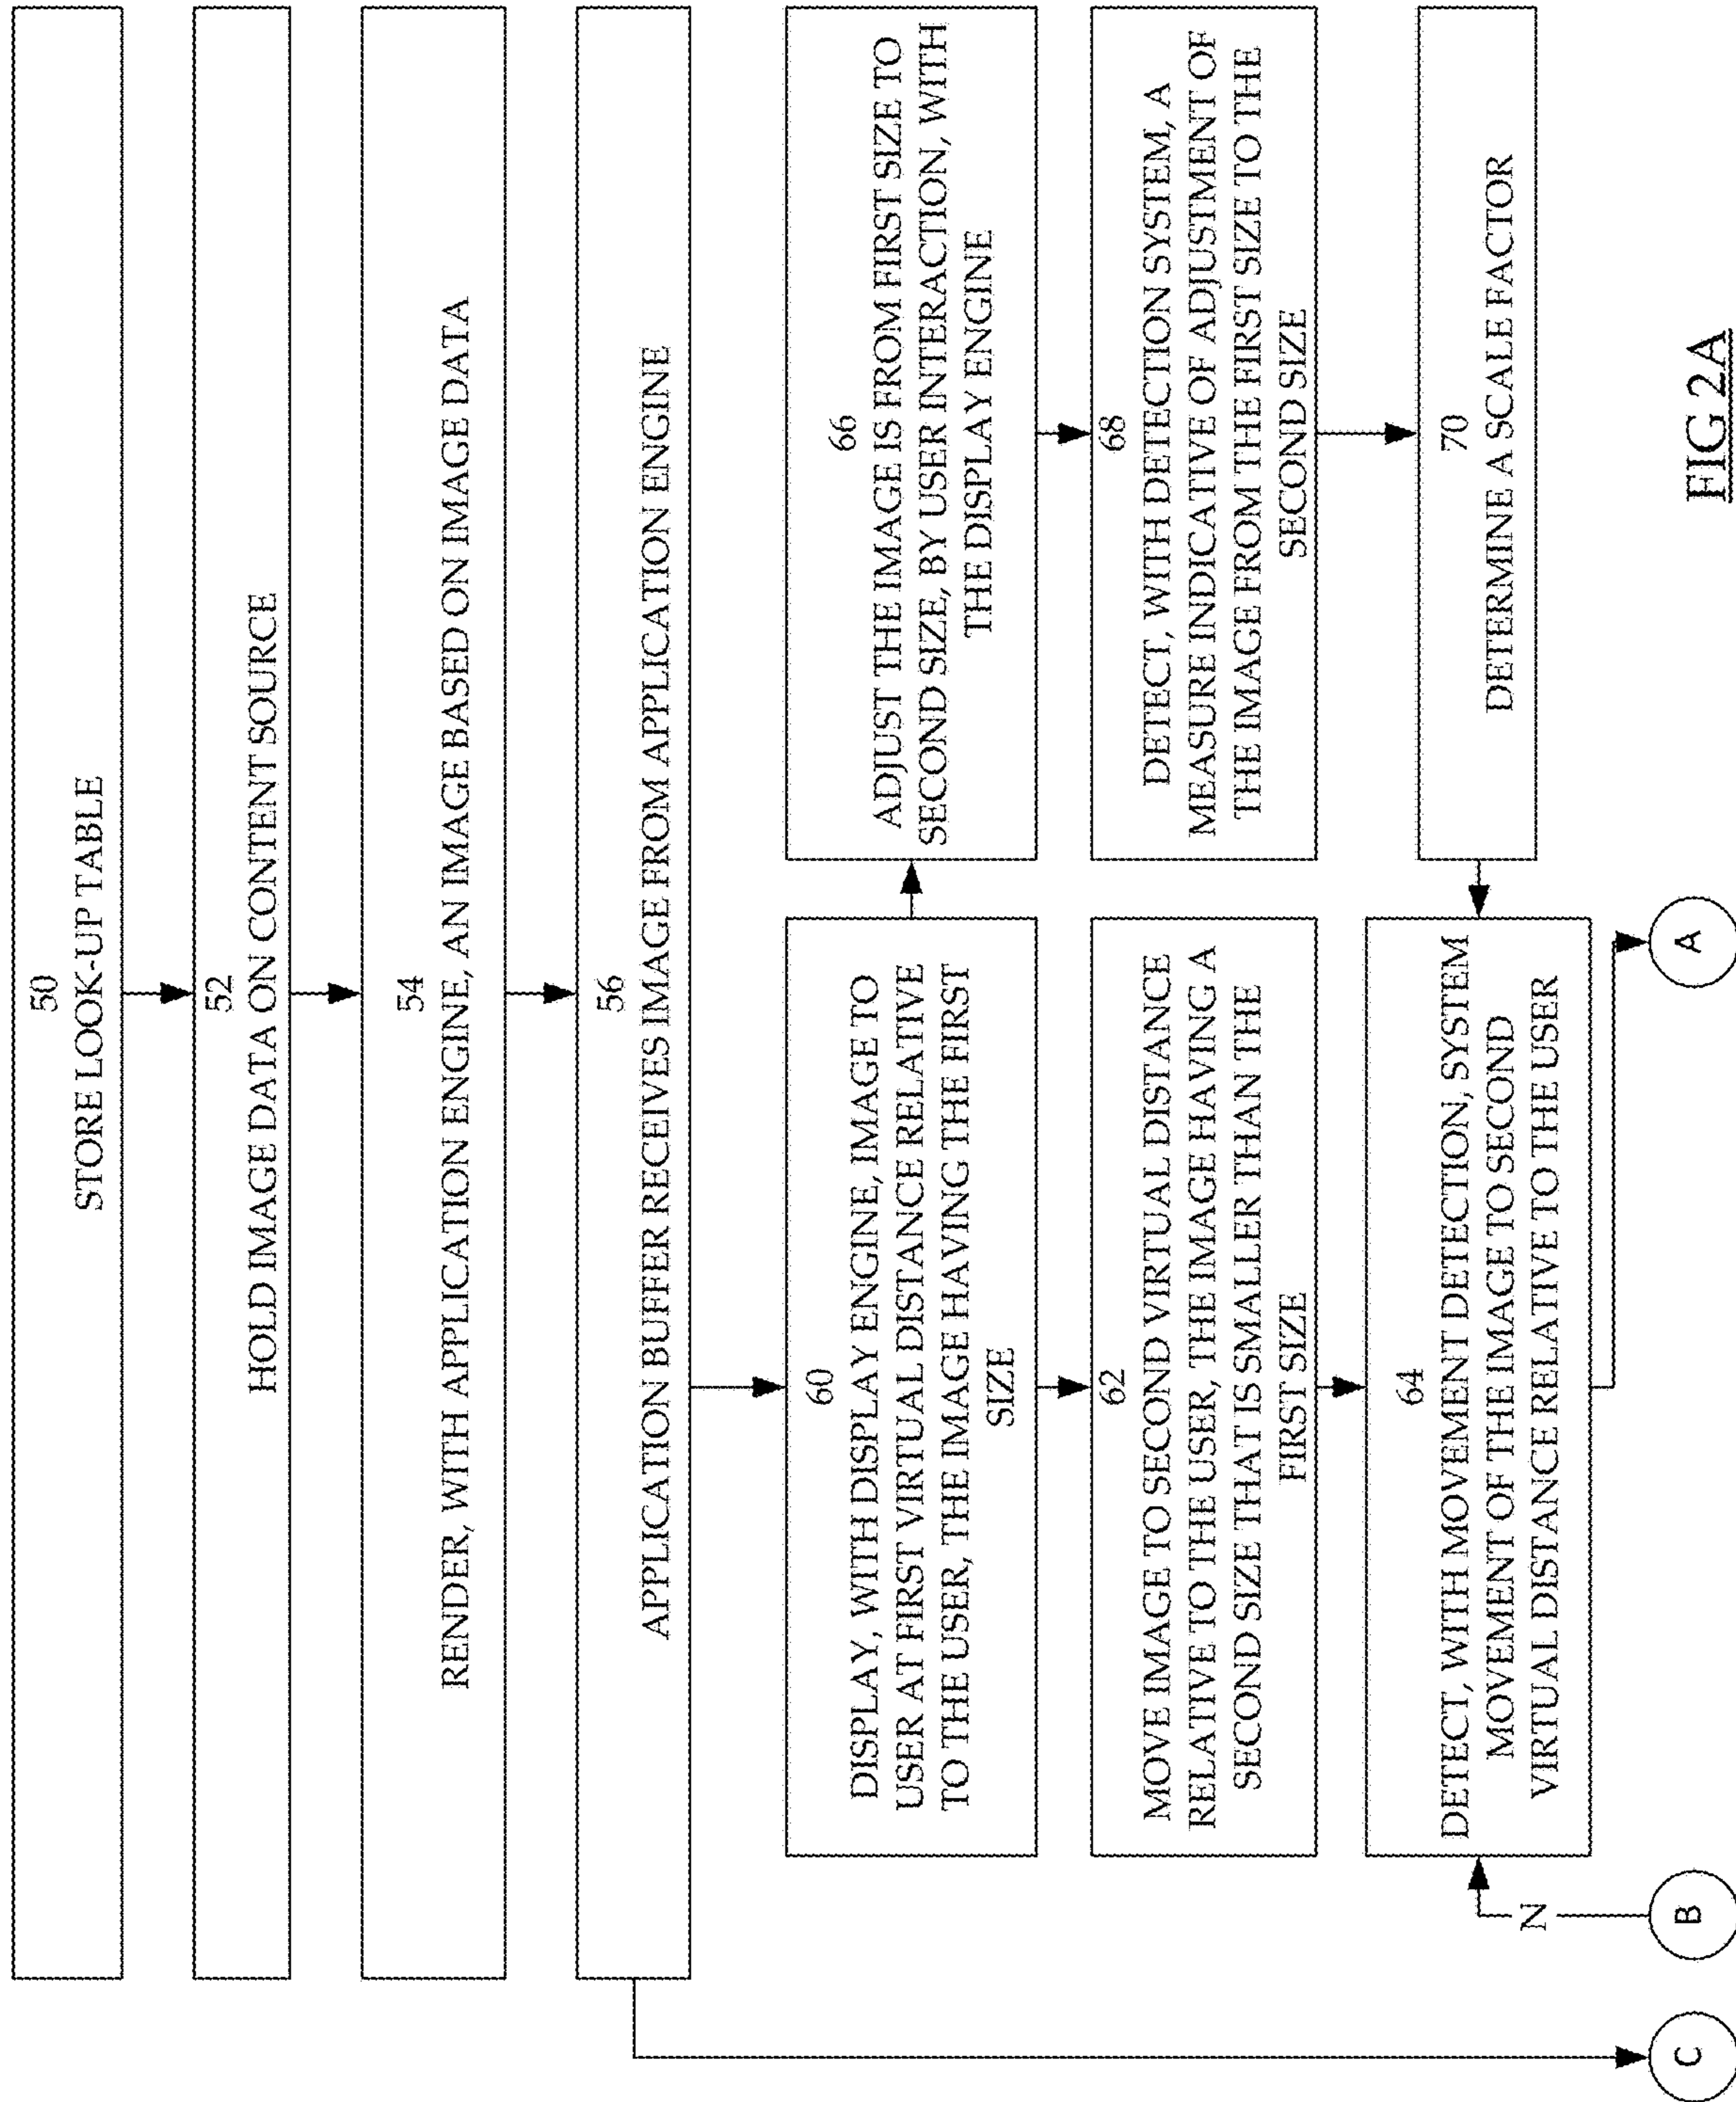 50
STORE LOOK-UP TABLE
52
HOLD IMAGE DATA ON CONTENT SOURCE
54
RENDER, WITH APPLICATION ENGINE, AN IMAGE BASED ON IMAGE DATA
56
APPLICATION BUFFER RECEIVES IMAGE FROM APPLICATION ENGINE
60
DISPLAY, WITH DISPLAY ENGINE, IMAGE TO
USER AT FIRST VIRTUAL DISTANCE RELATIVE
TO THE USER, THE IMAGE HAVING THE FIRST
SIZE
62
MOVE IMAGE TO SECOND VIRTUAL DISTANCE
RELATIVE TO THE USER, THE IMAGE HAVING A
SECOND SIZE THAT IS SMALLER THAN THE
FIRST SIZE
64
DETECT, WITH MOVEMENT DETECTION, SYSTEM
MOVEMENT OF THE IMAGE TO SECOND
VIRTUAL DISTANCE RELATIVE TO THE USER
66
ADJUST THE IMAGE IS FROM FIRST SIZE TO
SECOND SIZE, BY USER INTERACTION, WITH
THE DISPLAY ENGINE
68
DETECT, WITH DETECTION SYSTEM, A
MEASURE INDICATIVE OF ADJUSTMENT OF
THE IMAGE FROM THE FIRST SIZE TO THE
SECOND SIZE
70
DETERMINE A SCALE FACTOR
N
C
B
A
FIG 2A